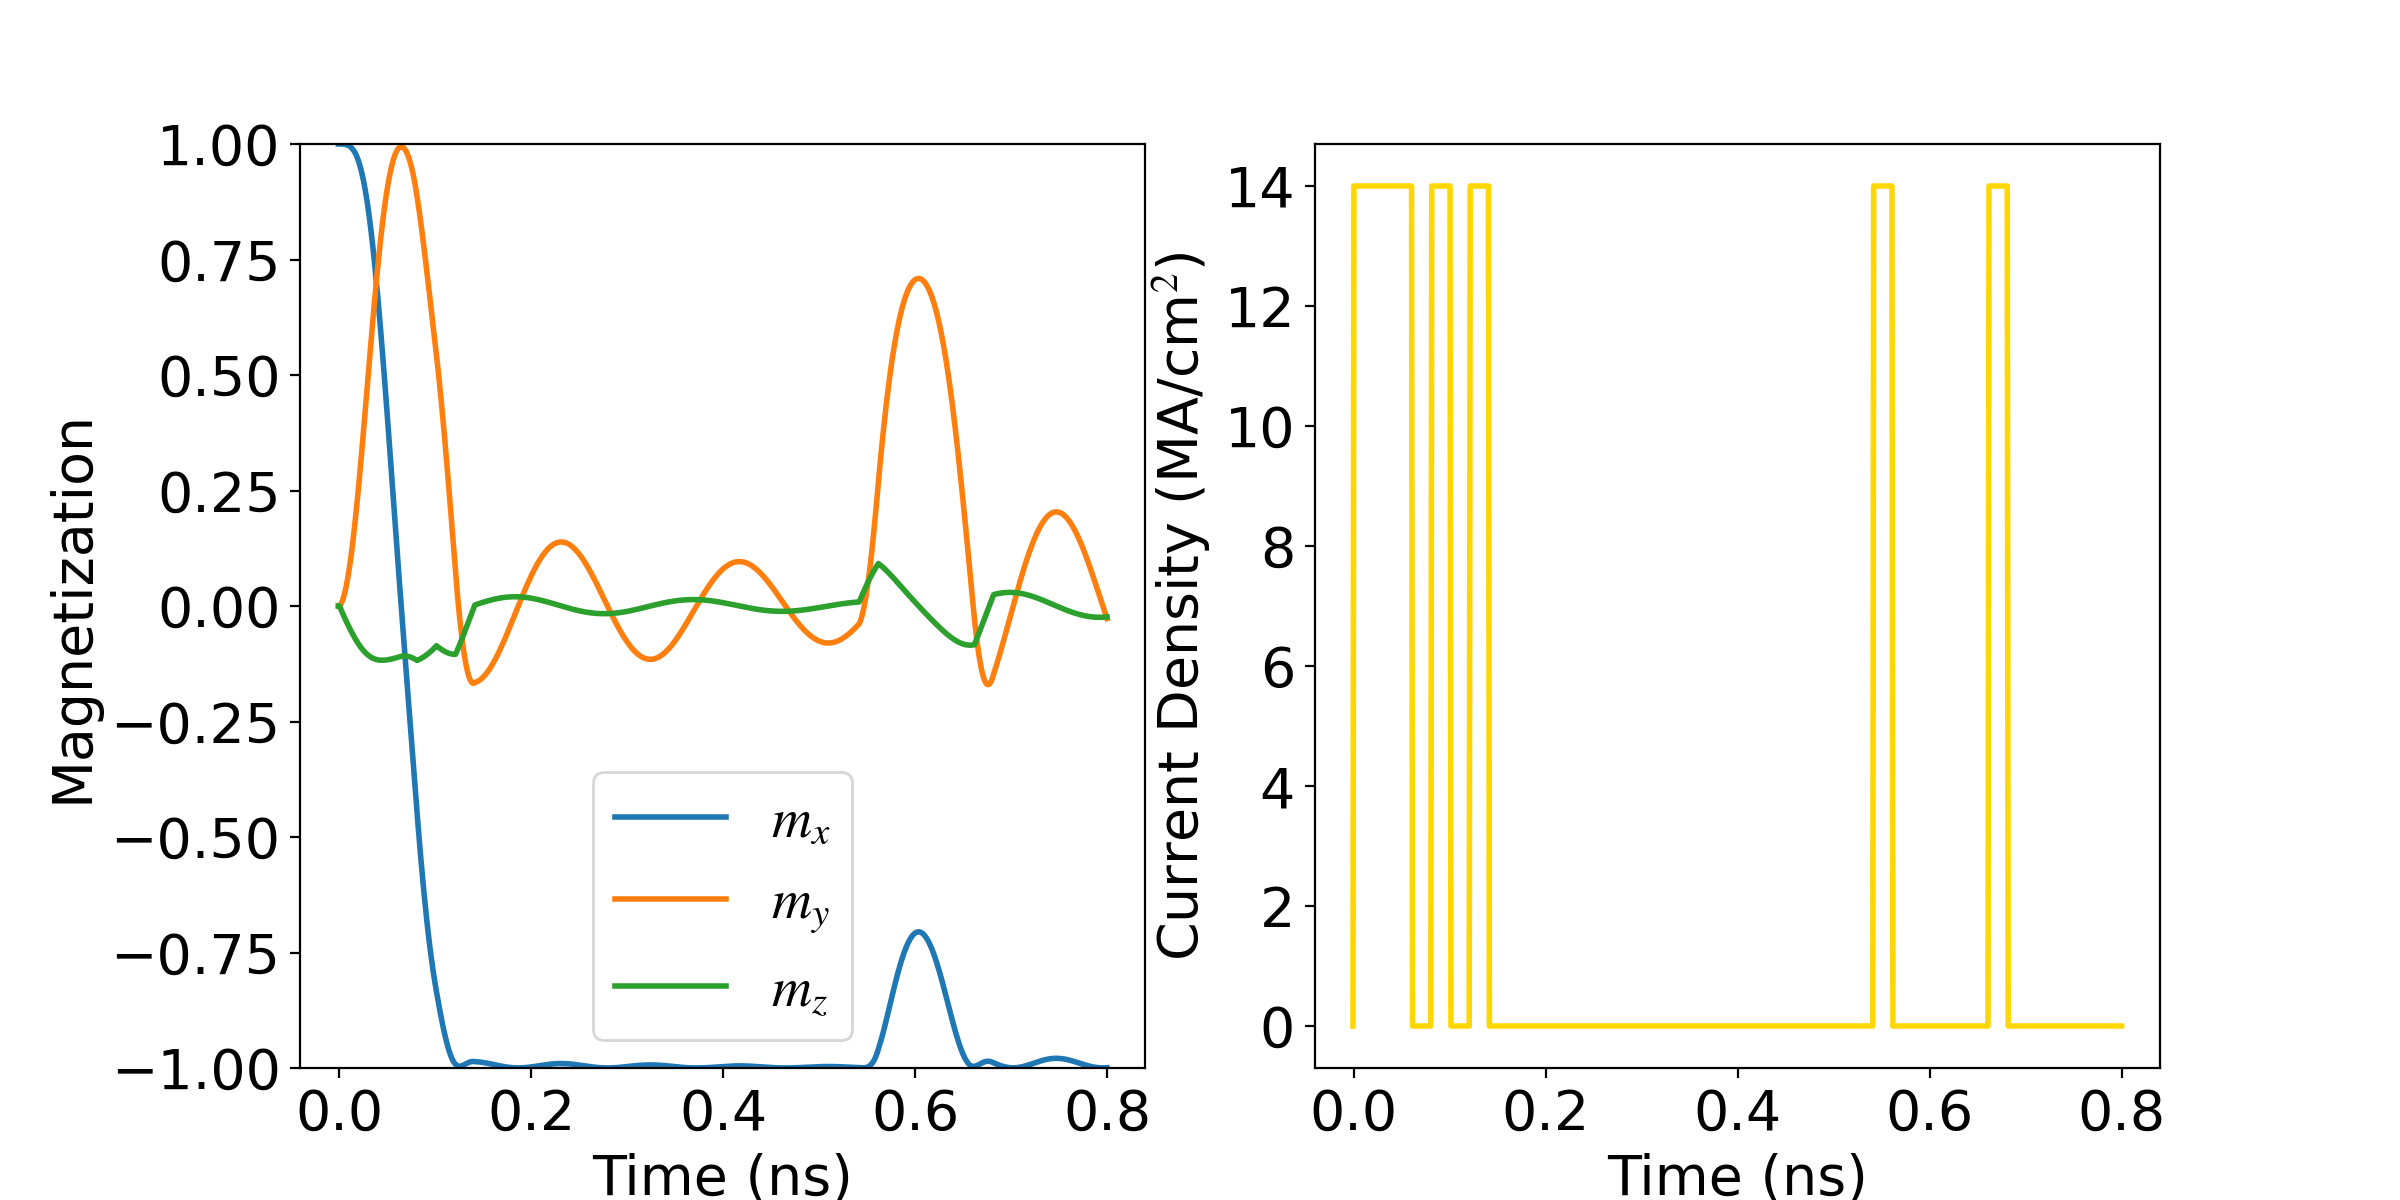 Magnetization
1.00
0.75
0.50
0.25
0.00
−0.25
−0.50
−0.75
−1.00
0.0 0.2 0.4 0.6 0.8
Time (ns)
m_x
m_y
m_z
Current Density (MA/cm²)
14
12
10
8
6
4
2
0
0.0 0.2 0.4 0.6 0.8
Time (ns)